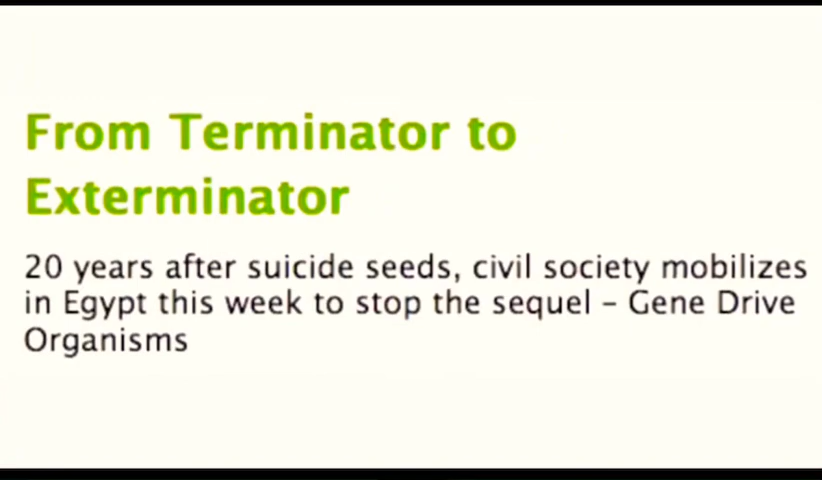 From Terminator to
Exterminator
20 years after suicide seeds, civil society mobilizes
in Egypt this week to stop the sequel – Gene Drive
Organisms